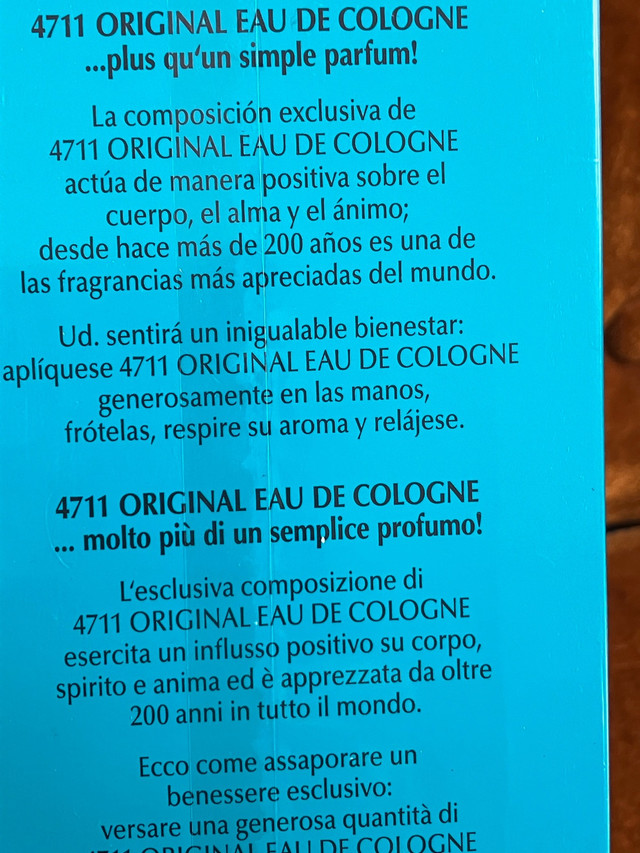 4711 ORIGINAL EAU DE COLOGNE
...plus qu‘un simple parfum!
La composición exclusiva de
4711 ORIGINAL EAU DE COLOGNE
actúa de manera positiva sobre el
cuerpo, el alma y el ánimo;
desde hace más de 200 años es una de
las fragrancias más apreciadas del mundo.
Ud. sentirá un inigualable bienestar:
aplíquese 4711 ORIGINAL EAU DE COLOGNE
generosamente en las manos,
frótelas, respire su aroma y relájese.
4711 ORIGINAL EAU DE COLOGNE
... molto più di un semplice profumo!
L‘esclusiva composizione di
4711 ORIGINAL EAU DE COLOGNE
esercita un influsso positivo su corpo,
spirito e anima ed è apprezzata da oltre
200 anni in tutto il mondo.
Ecco come assaporare un
benessere esclusivo:
versare una generosa quantità di
4711 ORIGINAL EAU DE COLOGNE